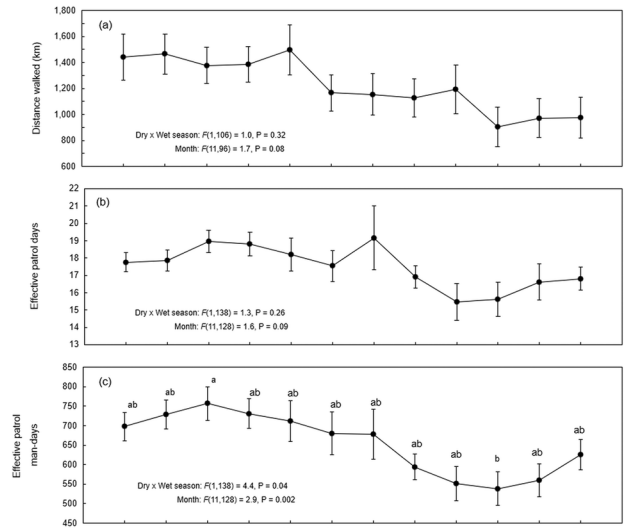 (a)
1,800
1,600
1,400
1,200
1,000
800
600
Distance walked (km)
Dry x Wet season: F(1,106) = 1.0, P = 0.32
Month: F(11,96) = 1.7, P = 0.08
(b)
22
21
20
19
18
17
16
15
14
13
Effective patrol days
Dry x Wet season: F(1,138) = 1.3, P = 0.26
Month: F(11,128) = 1.6, P = 0.09
(c)
850
800
750
700
650
600
550
500
450
Effective patrol
man-days
ab
ab
a
ab
ab
ab
ab
ab
ab
b
ab
ab
Dry x Wet season: F(1,138) = 4.4, P = 0.04
Month: F(11,128) = 2.9, P = 0.002